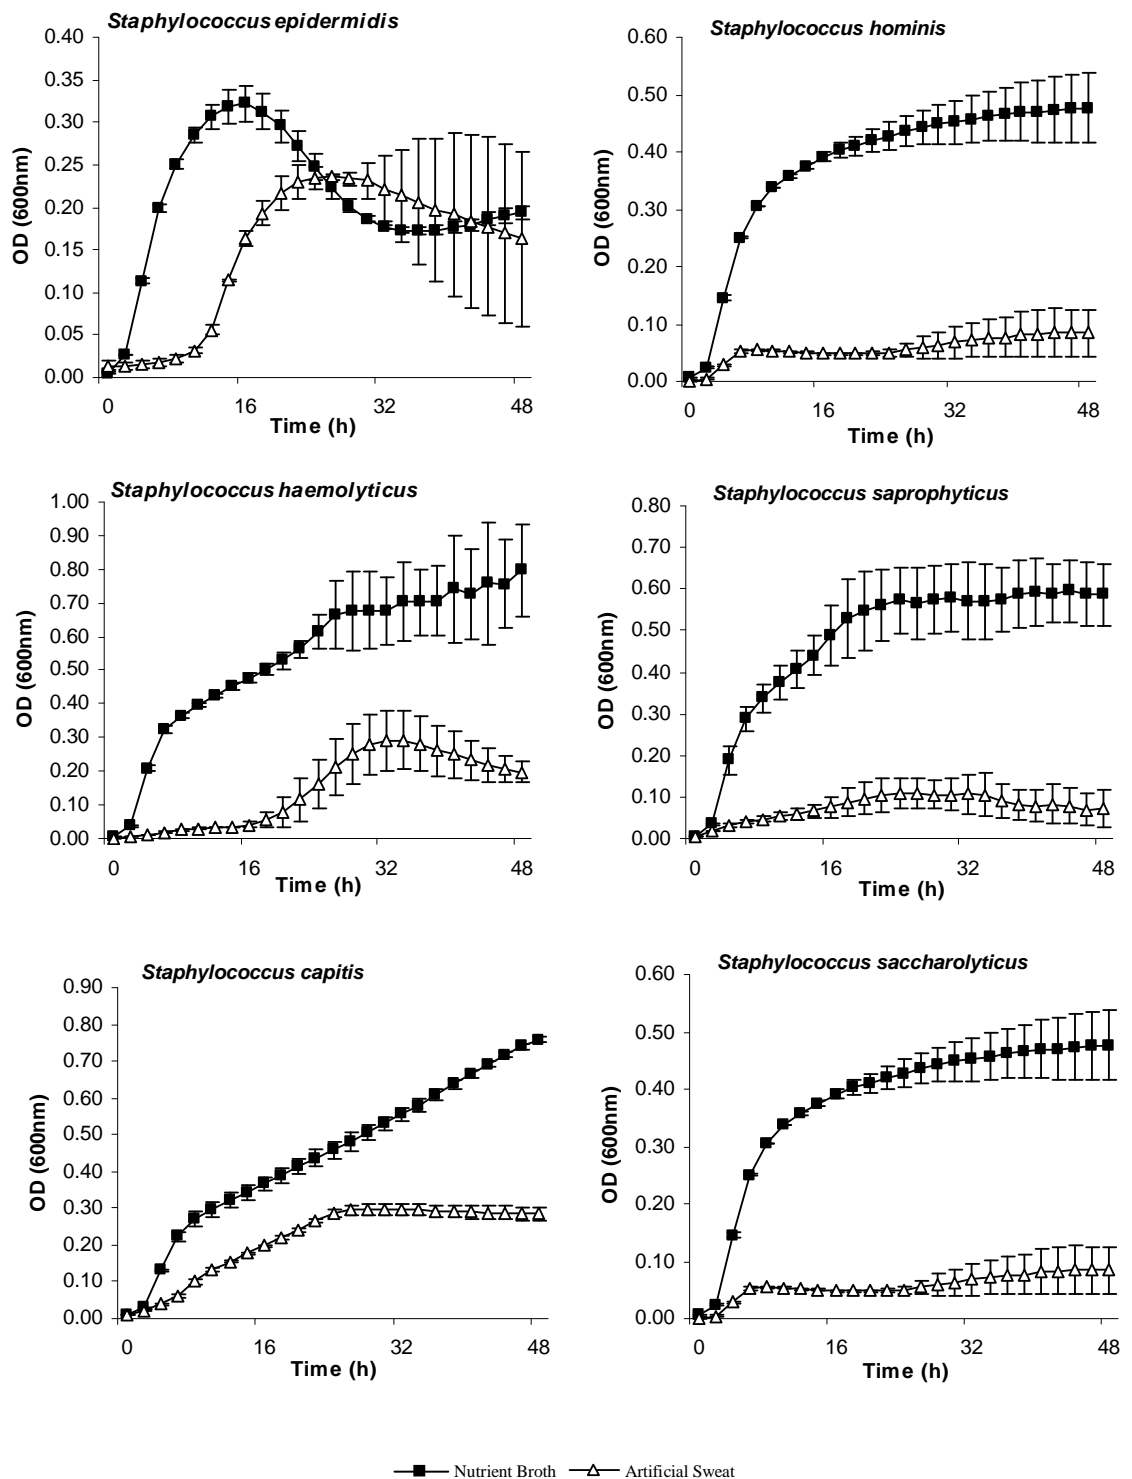 Staphylococcus epidermidis
0.40
0.35
0.30
0.25
0.20
0.15
0.10
0.05
0.00
OD (600nm)
0 16 32 48
Time (h)
Staphylococcus hominis
0.60
0.50
0.40
0.30
0.20
0.10
0.00
OD (600nm)
0 16 32 48
Time (h)
Staphylococcus haemolyticus
1.00
0.90
0.80
0.70
0.60
0.50
0.40
0.30
0.20
0.10
0.00
OD (600nm)
0 16 32 48
Time (h)
Staphylococcus saprophyticus
0.80
0.70
0.60
0.50
0.40
0.30
0.20
0.10
0.00
OD (600nm)
0 16 32 48
Time (h)
Staphylococcus capitis
0.90
0.80
0.70
0.60
0.50
0.40
0.30
0.20
0.10
0.00
OD (600nm)
0 16 32 48
Time (h)
Staphylococcus saccharolyticus
0.60
0.50
0.40
0.30
0.20
0.10
0.00
OD (600nm)
0 16 32 48
Time (h)
Nutrient Broth Artificial Sweat